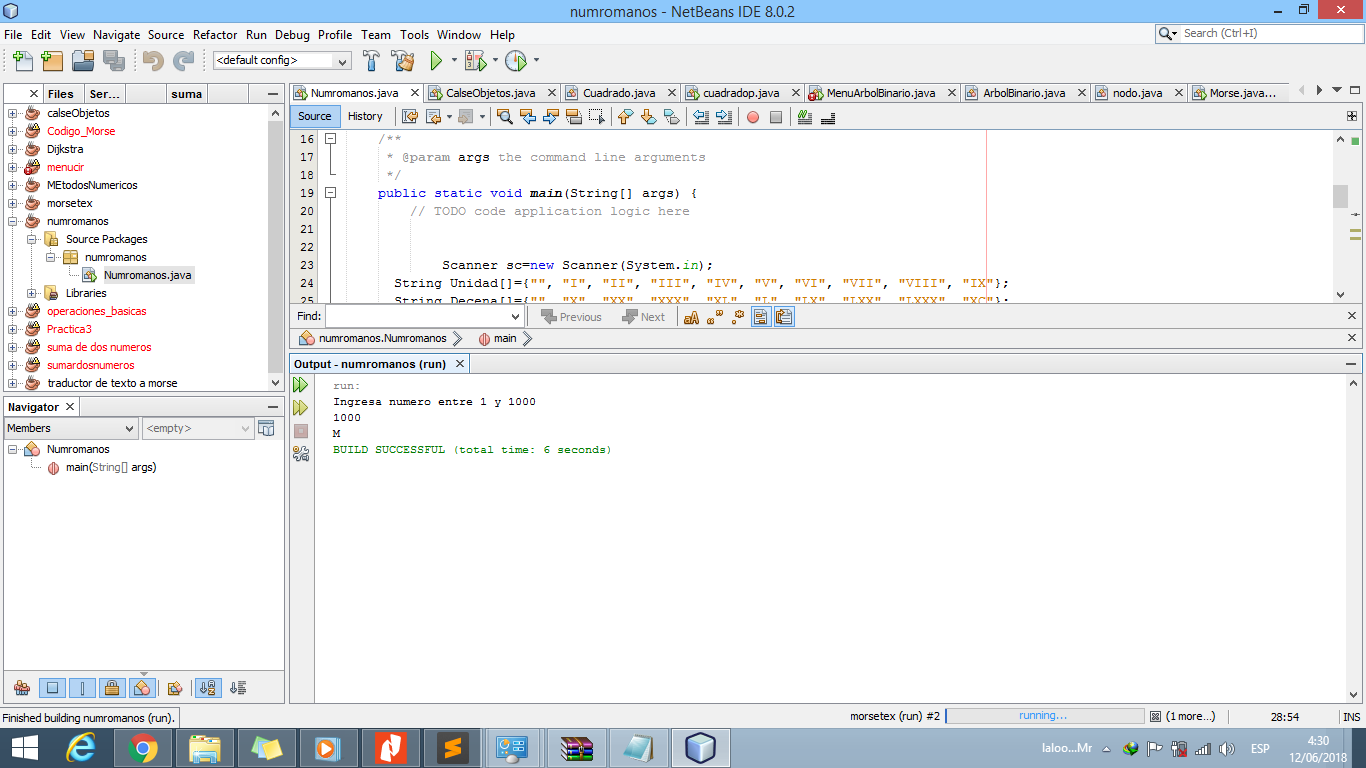 numromanos - NetBeans IDE 8.0.2
File Edit View Navigate Source Refactor Run Debug Profile Team Tools Window Help
Search (Ctrl+I)
<default config>
Files Ser... suma
calseObjetos
Codigo_Morse
Dijkstra
menucir
MEtodosNumericos
morsetex
numromanos
Source Packages
numromanos
Numromanos.java
Libraries
operaciones_basicas
Practica3
suma de dos numeros
sumardosnumeros
traductor de texto a morse
Navigator
Members <empty>
Numromanos
main(String[] args)
Numromanos.java CalseObjetos.java Cuadrado.java cuadradop.java MenuArbolBinario.java ArbolBinario.java nodo.java Morse.java...
Source History
16 /**
17 * @param args the command line arguments
18 */
19 public static void main(String[] args) {
20 // TODO code application logic here
21
22
23 Scanner sc=new Scanner(System.in);
24 String Unidad[]={"", "I", "II", "III", "IV", "V", "VI", "VII", "VIII", "IX"};
25 String Decena[]={"", "X", "XX", "XXX", "XL", "L", "LX", "LXX", "LXXX", "XC"};
Find: Previous Next
numromanos.Numromanos main
Output - numromanos (run)
run:
Ingresa numero entre 1 y 1000
1000
M
BUILD SUCCESSFUL (total time: 6 seconds)
Finished building numromanos (run).
morsetex (run) #2 running... (1 more...) 28:54 INS
laloo...Mr ESP
4:30
12/06/2018